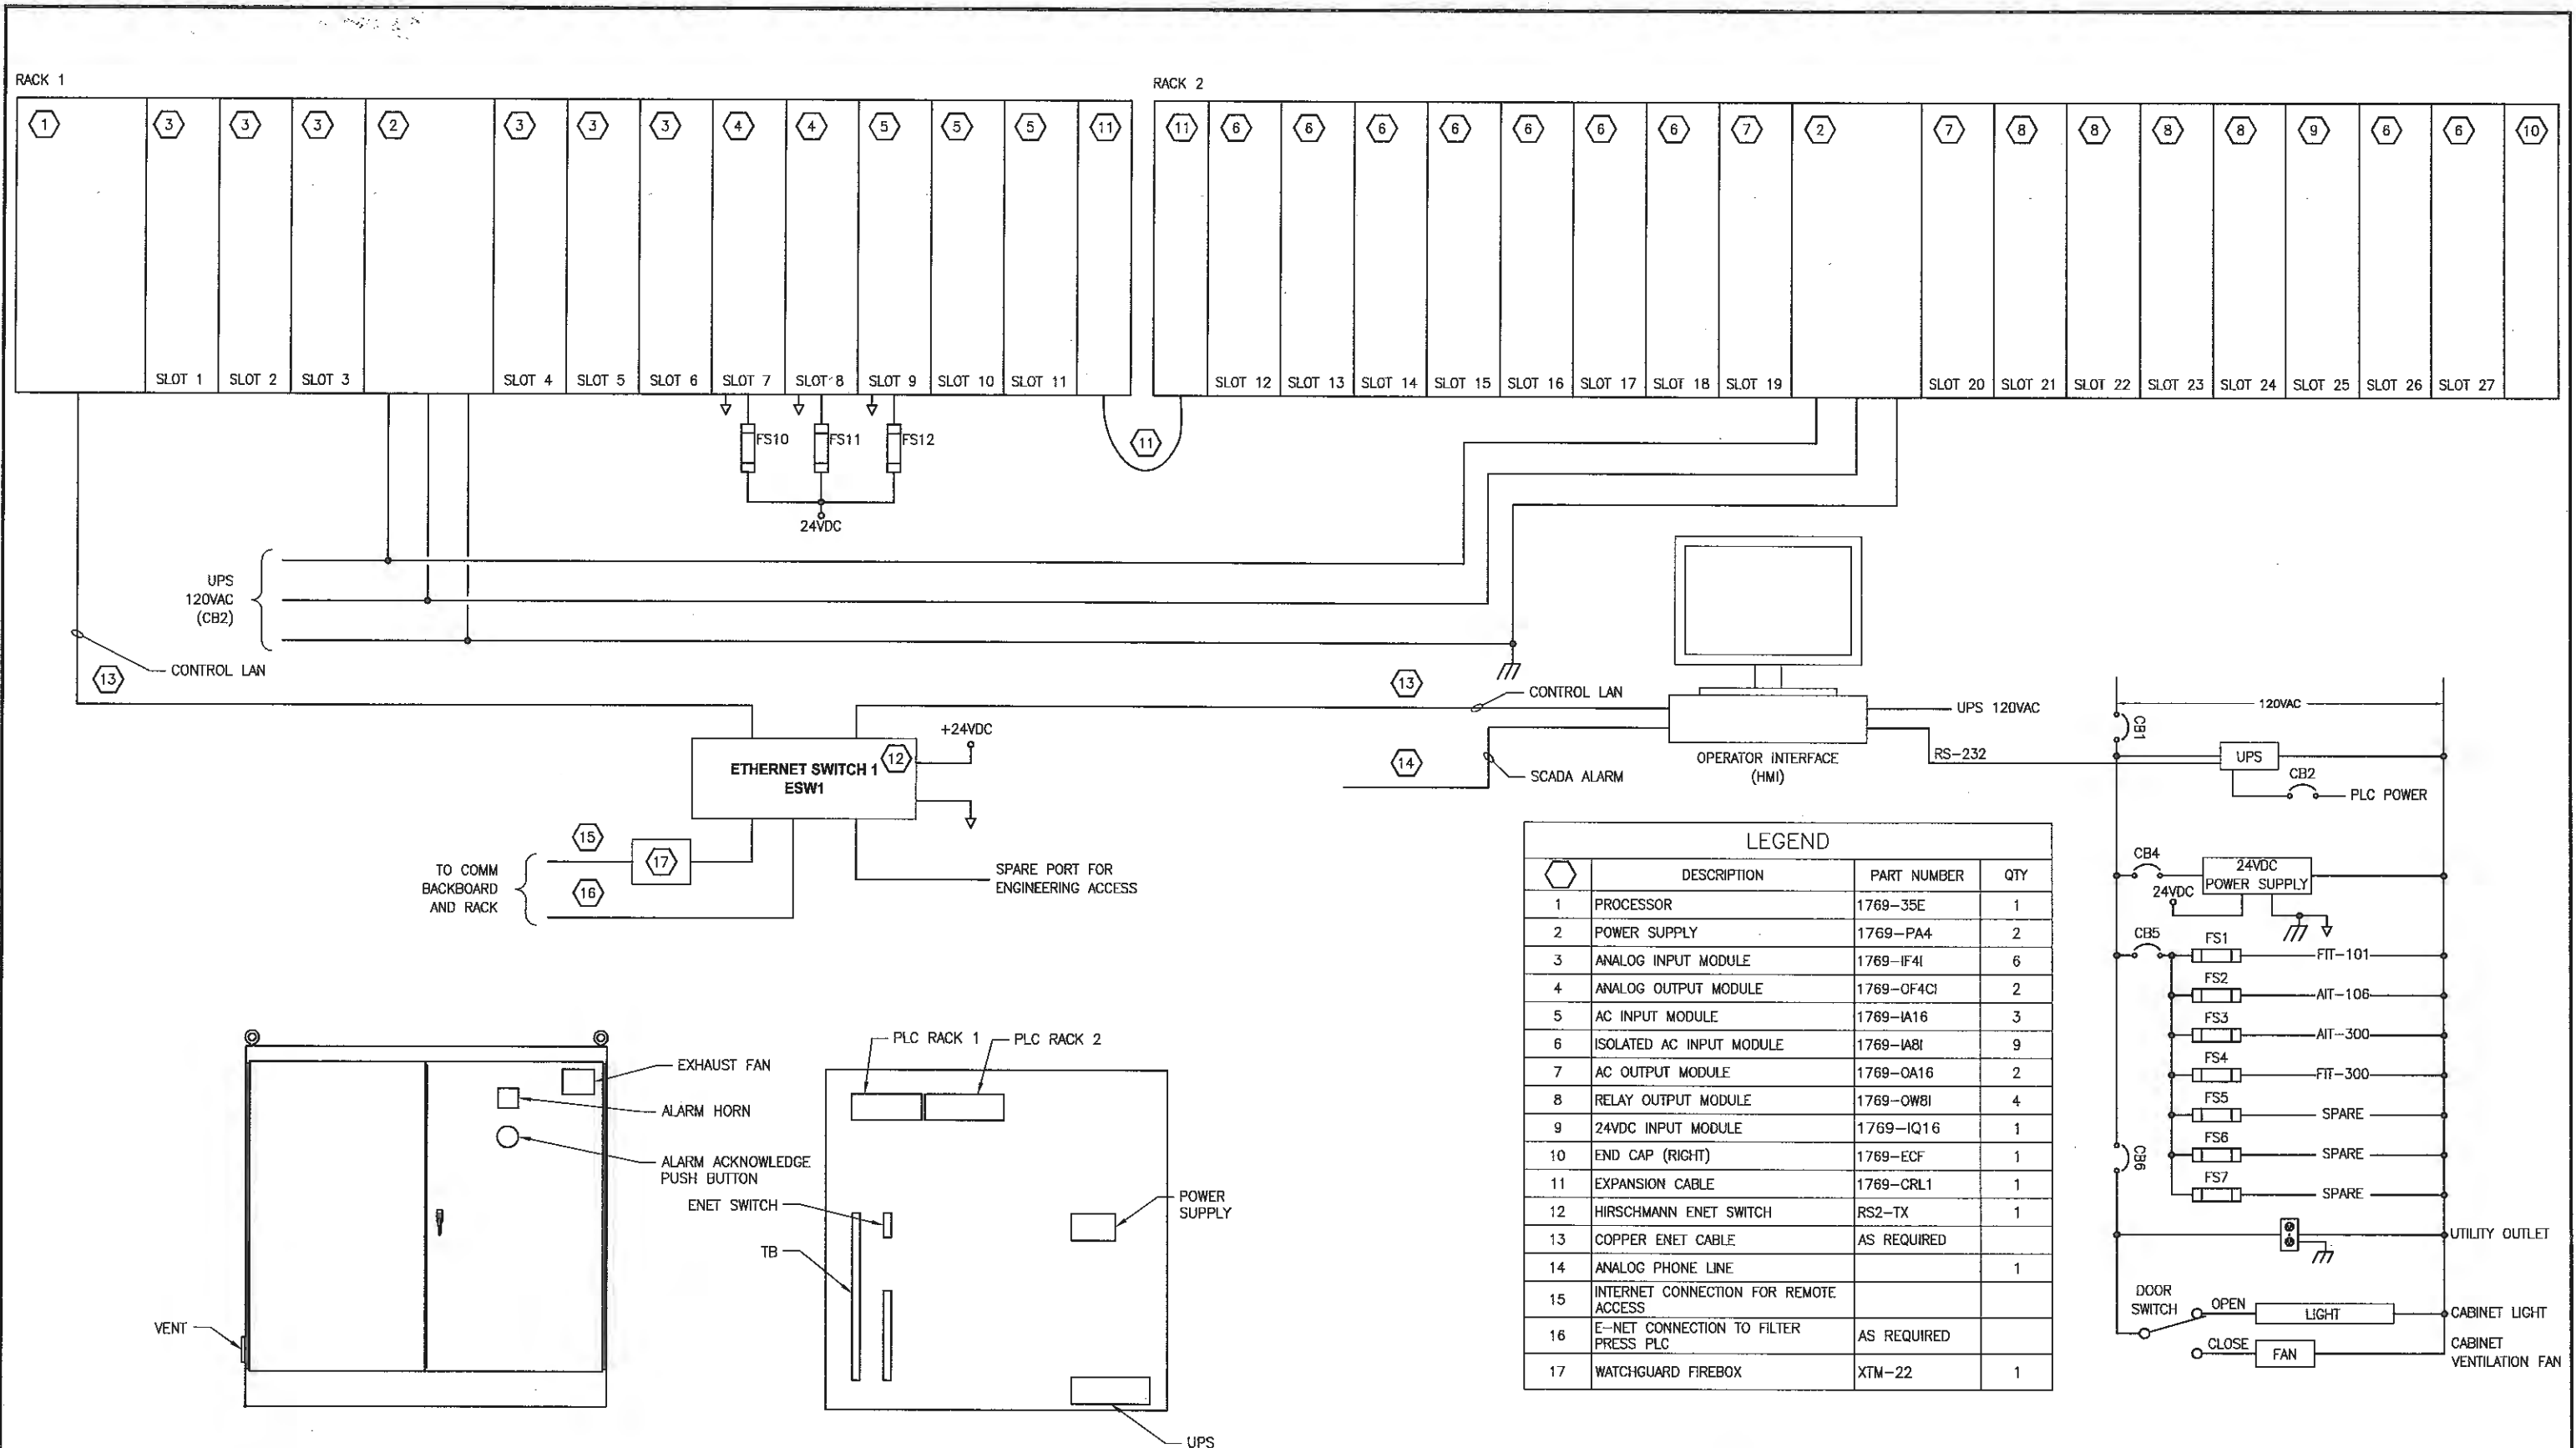 RACK 1
1
3
3
3
2
3
3
3
4
4
5
5
5
11
SLOT 1
SLOT 2
SLOT 3
SLOT 4
SLOT 5
SLOT 6
SLOT 7
SLOT 8
SLOT 9
SLOT 10
SLOT 11
RACK 2
11
6
6
6
6
6
6
6
7
2
7
8
8
8
8
9
6
6
10
SLOT 12
SLOT 13
SLOT 14
SLOT 15
SLOT 16
SLOT 17
SLOT 18
SLOT 19
SLOT 20
SLOT 21
SLOT 22
SLOT 23
SLOT 24
SLOT 25
SLOT 26
SLOT 27
FS10
FS11
FS12
24VDC
11
UPS
120VAC
(CB2)
CONTROL LAN
13
13
CONTROL LAN
14
SCADA ALARM
UPS 120VAC
RS-232
OPERATOR INTERFACE
(HMI)
ETHERNET SWITCH 1
ESW1
12
+24VDC
15
17
16
TO COMM
BACKBOARD
AND RACK
SPARE PORT FOR
ENGINEERING ACCESS
120VAC
CB1
UPS
CB2
PLC POWER
CB4
24VDC
POWER SUPPLY
24VDC
CB5
FS1
FIT-101
FS2
AIT-106
FS3
AIT-300
FS4
FIT-300
FS5
SPARE
FS6
SPARE
FS7
SPARE
CB6
UTILITY OUTLET
DOOR
SWITCH
OPEN
LIGHT
CABINET LIGHT
CLOSE
FAN
CABINET
VENTILATION FAN
LEGEND
DESCRIPTION PART NUMBER QTY
1 PROCESSOR 1769-35E 1
2 POWER SUPPLY 1769-PA4 2
3 ANALOG INPUT MODULE 1769-IF4I 6
4 ANALOG OUTPUT MODULE 1769-OF4CI 2
5 AC INPUT MODULE 1769-IA16 3
6 ISOLATED AC INPUT MODULE 1769-IA8I 9
7 AC OUTPUT MODULE 1769-OA16 2
8 RELAY OUTPUT MODULE 1769-OW8I 4
9 24VDC INPUT MODULE 1769-IQ16 1
10 END CAP (RIGHT) 1769-ECF 1
11 EXPANSION CABLE 1769-CRL1 1
12 HIRSCHMANN ENET SWITCH RS2-TX 1
13 COPPER ENET CABLE AS REQUIRED
14 ANALOG PHONE LINE 1
15 INTERNET CONNECTION FOR REMOTE
ACCESS
16 E-NET CONNECTION TO FILTER
PRESS PLC AS REQUIRED
17 WATCHGUARD FIREBOX XTM-22 1
EXHAUST FAN
ALARM HORN
ALARM ACKNOWLEDGE
PUSH BUTTON
VENT
PLC RACK 1
PLC RACK 2
ENET SWITCH
TB
POWER
SUPPLY
UPS